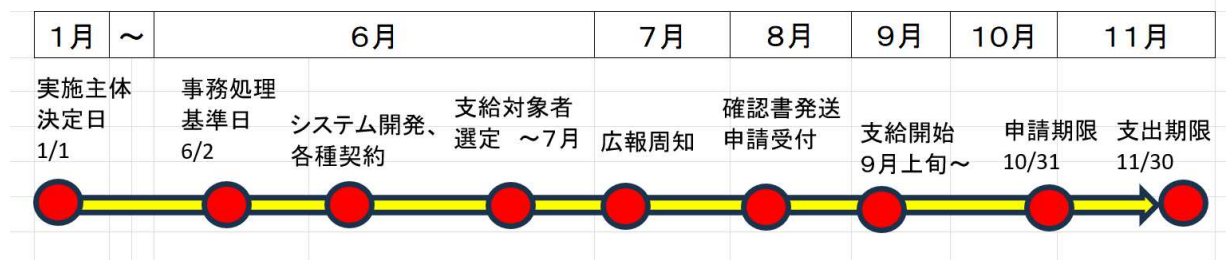 1月 ～ 6月 7月 8月 9月 10月 11月
実施主体
決定日
1/1
事務処理
基準日
6/2
システム開発、
各種契約
支給対象者
選定 ～7月
広報周知
確認書発送
申請受付
支給開始
9月上旬～
申請期限
10/31
支出期限
11/30